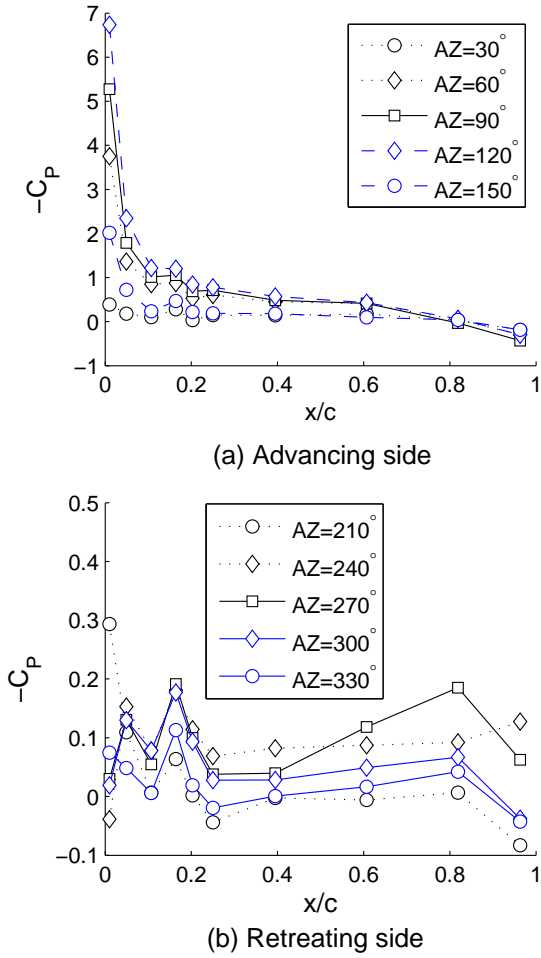 7
6
5
4
3
2
1
0
−1
−C_P
AZ=30°
AZ=60°
AZ=90°
AZ=120°
AZ=150°
0 0.2 0.4 0.6 0.8 1
x/c
(a) Advancing side
0.5
0.4
0.3
0.2
0.1
0
−0.1
−C_P
AZ=210°
AZ=240°
AZ=270°
AZ=300°
AZ=330°
0 0.2 0.4 0.6 0.8 1
x/c
(b) Retreating side